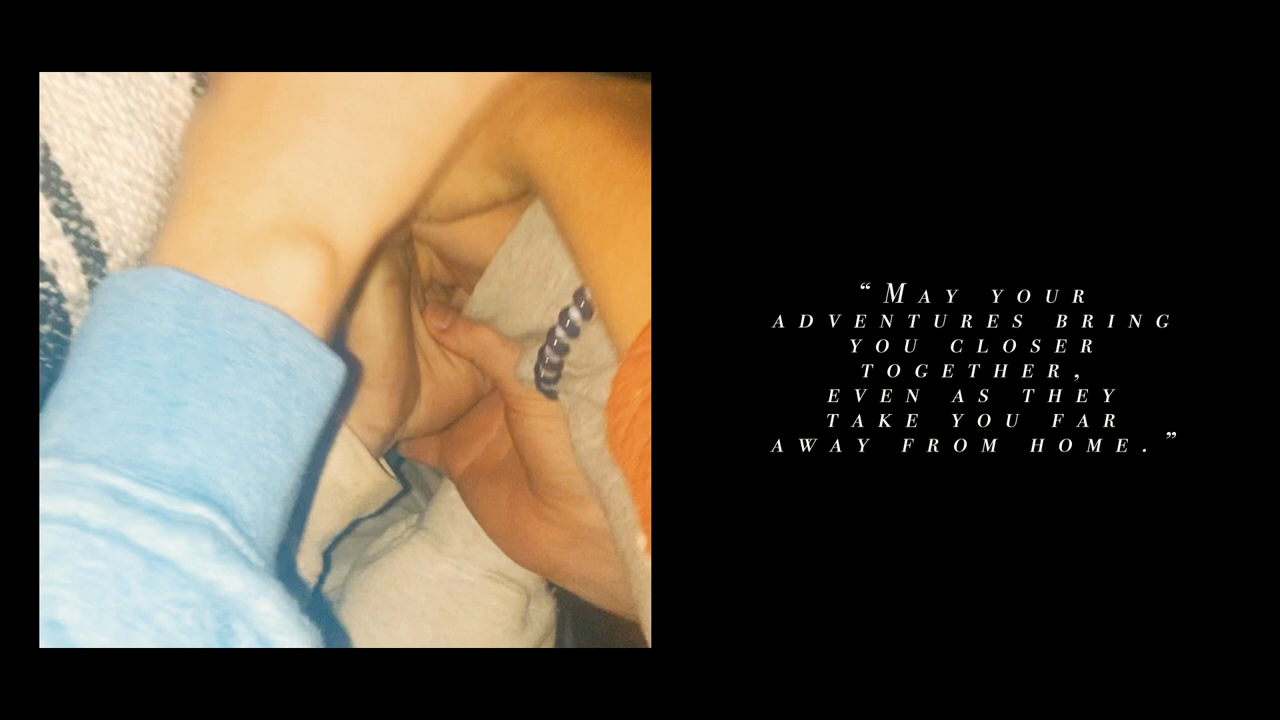 “MAY YOUR
ADVENTURES BRING
YOU CLOSER
TOGETHER,
EVEN AS THEY
TAKE YOU FAR
AWAY FROM HOME.”